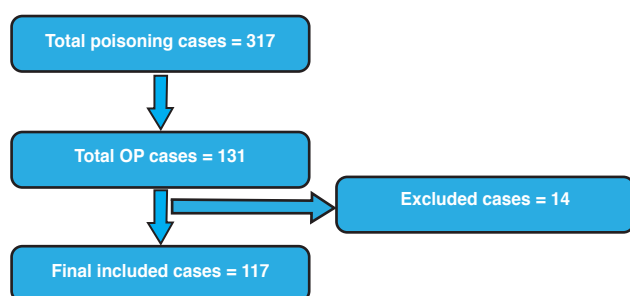 Total poisoning cases = 317
Total OP cases = 131
Excluded cases = 14
Final included cases = 117